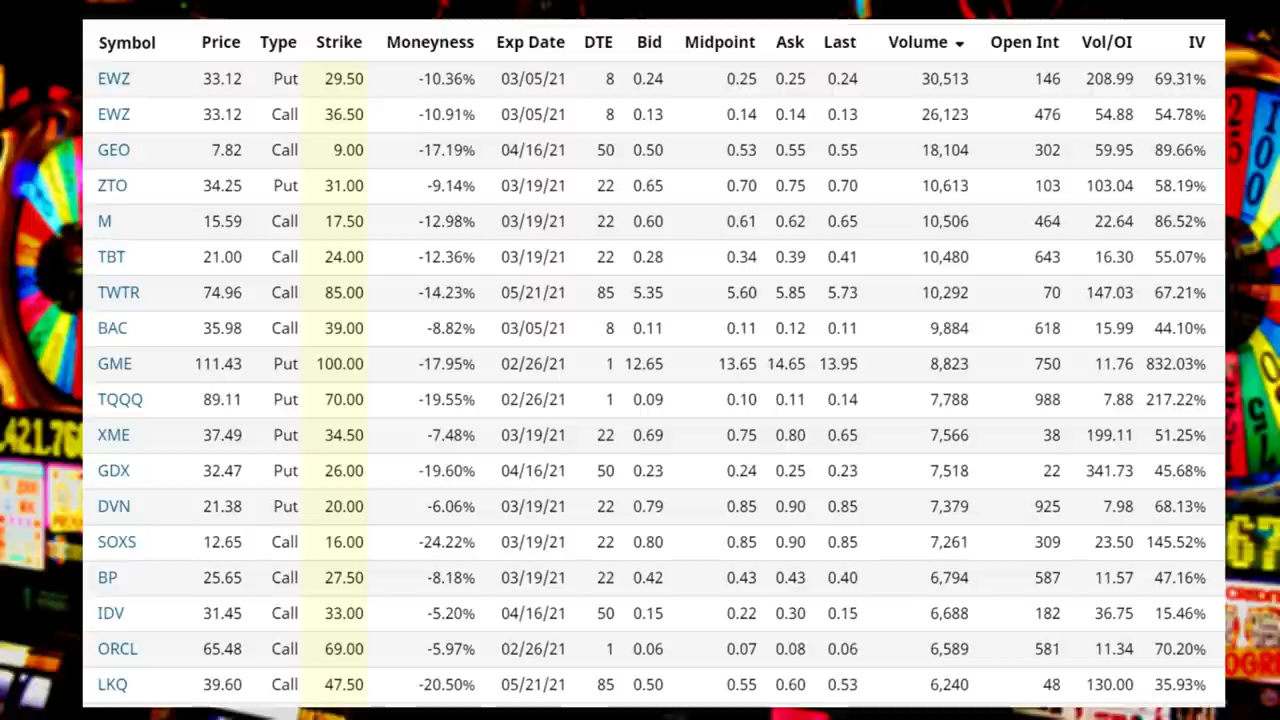 Symbol Price Type Strike Moneyness Exp Date DTE Bid Midpoint Ask Last Volume Open Int Vol/OI IV
EWZ 33.12 Put 29.50 -10.36% 03/05/21 8 0.24 0.25 0.25 0.24 30,513 146 208.99 69.31%
EWZ 33.12 Call 36.50 -10.91% 03/05/21 8 0.13 0.14 0.14 0.13 26,123 476 54.88 54.78%
GEO 7.82 Call 9.00 -17.19% 04/16/21 50 0.50 0.53 0.55 0.55 18,104 302 59.95 89.66%
ZTO 34.25 Put 31.00 -9.14% 03/19/21 22 0.65 0.70 0.75 0.70 10,613 103 103.04 58.19%
M 15.59 Call 17.50 -12.98% 03/19/21 22 0.60 0.61 0.62 0.65 10,506 464 22.64 86.52%
TBT 21.00 Call 24.00 -12.36% 03/19/21 22 0.28 0.34 0.39 0.41 10,480 643 16.30 55.07%
TWTR 74.96 Call 85.00 -14.23% 05/21/21 85 5.35 5.60 5.85 5.73 10,292 70 147.03 67.21%
BAC 35.98 Call 39.00 -8.82% 03/05/21 8 0.11 0.11 0.12 0.11 9,884 618 15.99 44.10%
GME 111.43 Put 100.00 -17.95% 02/26/21 1 12.65 13.65 14.65 13.95 8,823 750 11.76 832.03%
TQQQ 89.11 Put 70.00 -19.55% 02/26/21 1 0.09 0.10 0.11 0.14 7,788 988 7.88 217.22%
XME 37.49 Put 34.50 -7.48% 03/19/21 22 0.69 0.75 0.80 0.65 7,566 38 199.11 51.25%
GDX 32.47 Put 26.00 -19.60% 04/16/21 50 0.23 0.24 0.25 0.23 7,518 22 341.73 45.68%
DVN 21.38 Put 20.00 -6.06% 03/19/21 22 0.79 0.85 0.90 0.85 7,379 925 7.98 68.13%
SOXS 12.65 Call 16.00 -24.22% 03/19/21 22 0.80 0.85 0.90 0.85 7,261 309 23.50 145.52%
BP 25.65 Call 27.50 -8.18% 03/19/21 22 0.42 0.43 0.43 0.40 6,794 587 11.57 47.16%
IDV 31.45 Call 33.00 -5.20% 04/16/21 50 0.15 0.22 0.30 0.15 6,688 182 36.75 15.46%
ORCL 65.48 Call 69.00 -5.97% 02/26/21 1 0.06 0.07 0.08 0.06 6,589 581 11.34 70.20%
LKQ 39.60 Call 47.50 -20.50% 05/21/21 85 0.50 0.55 0.60 0.53 6,240 48 130.00 35.93%